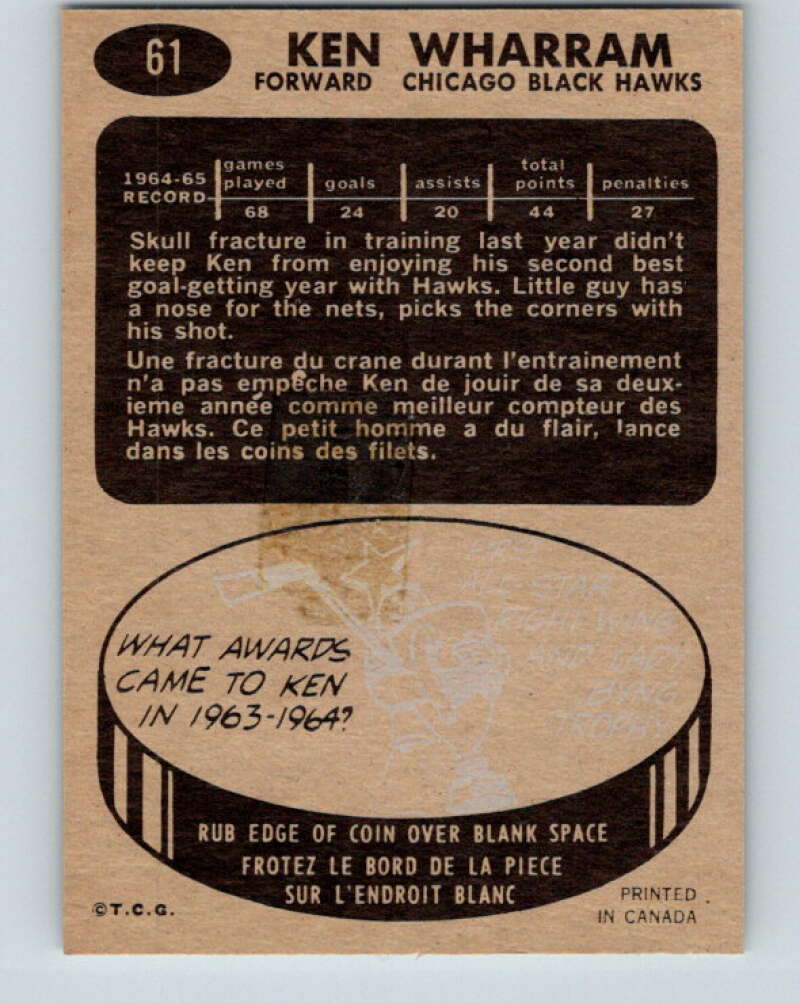 61
KEN WHARRAM
FORWARD CHICAGO BLACK HAWKS
1964-65 RECORD games played goals assists total points penalties
68 24 20 44 27
Skull fracture in training last year didn't
keep Ken from enjoying his second best
goal-getting year with Hawks. Little guy has
a nose for the nets, picks the corners with
his shot.
Une fracture du crane durant l'entrainement
n'a pas empêche Ken de jouir de sa deux-
ieme année comme meilleur compteur des
Hawks. Ce petit homme a du flair, lance
dans les coins des filets.
WHAT AWARDS
CAME TO KEN
IN 1963-1964?
FIRST
ALL-STAR
RIGHT WING
AND LADY
BYNG
TROPHY
RUB EDGE OF COIN OVER BLANK SPACE
FROTEZ LE BORD DE LA PIECE
SUR L'ENDROIT BLANC
©T.C.G.
PRINTED
IN CANADA